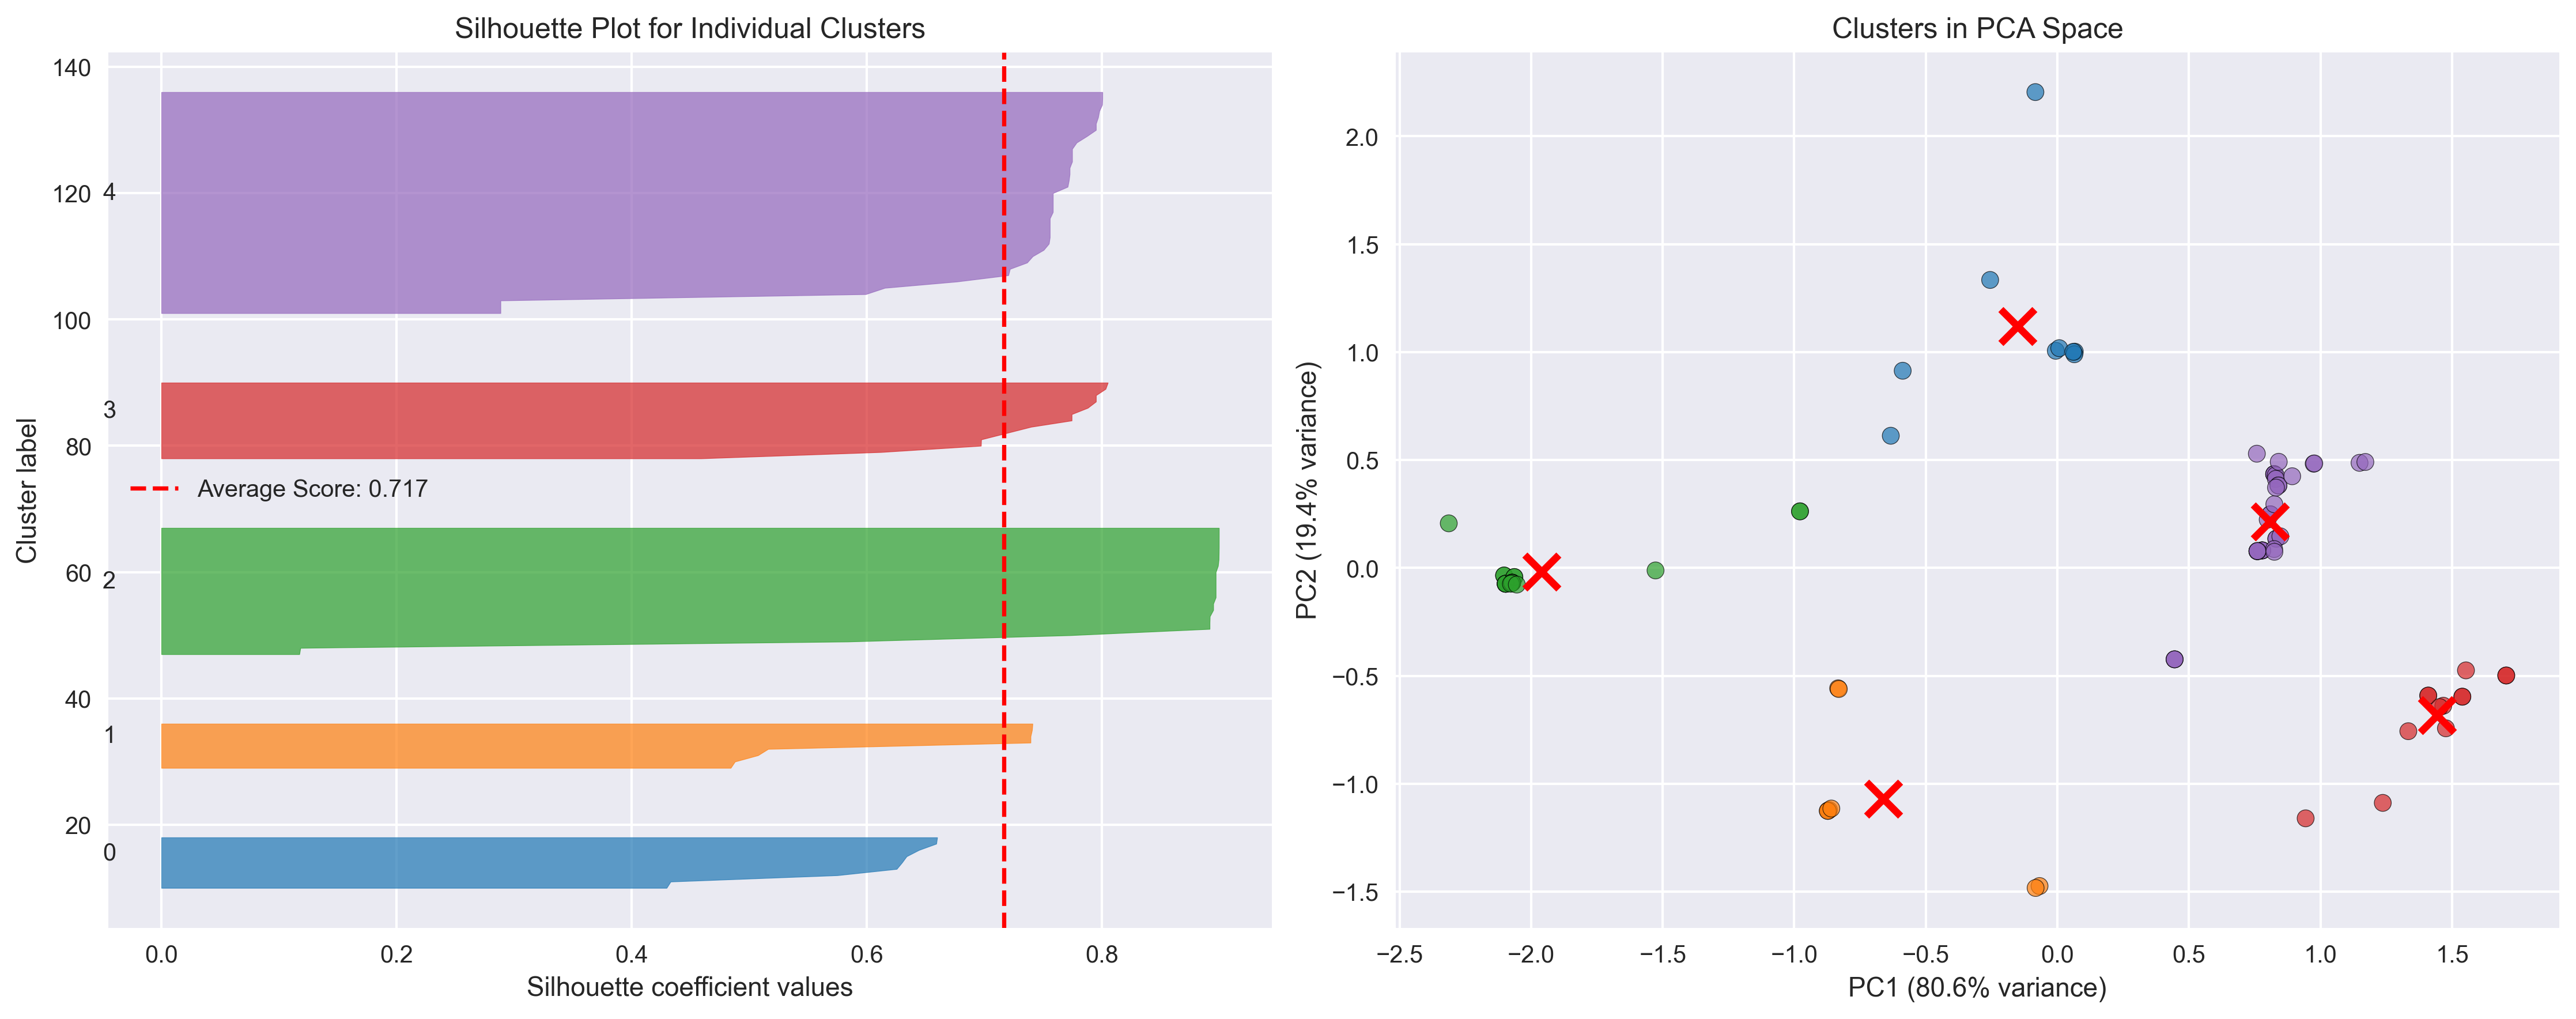 Silhouette Plot for Individual Clusters
140
120
100
80
60
40
20
4
3
2
1
0
Cluster label
Average Score: 0.717
0.0 0.2 0.4 0.6 0.8
Silhouette coefficient values
Clusters in PCA Space
2.0
1.5
1.0
0.5
0.0
−0.5
−1.0
−1.5
PC2 (19.4% variance)
−2.5 −2.0 −1.5 −1.0 −0.5 0.0 0.5 1.0 1.5
PC1 (80.6% variance)